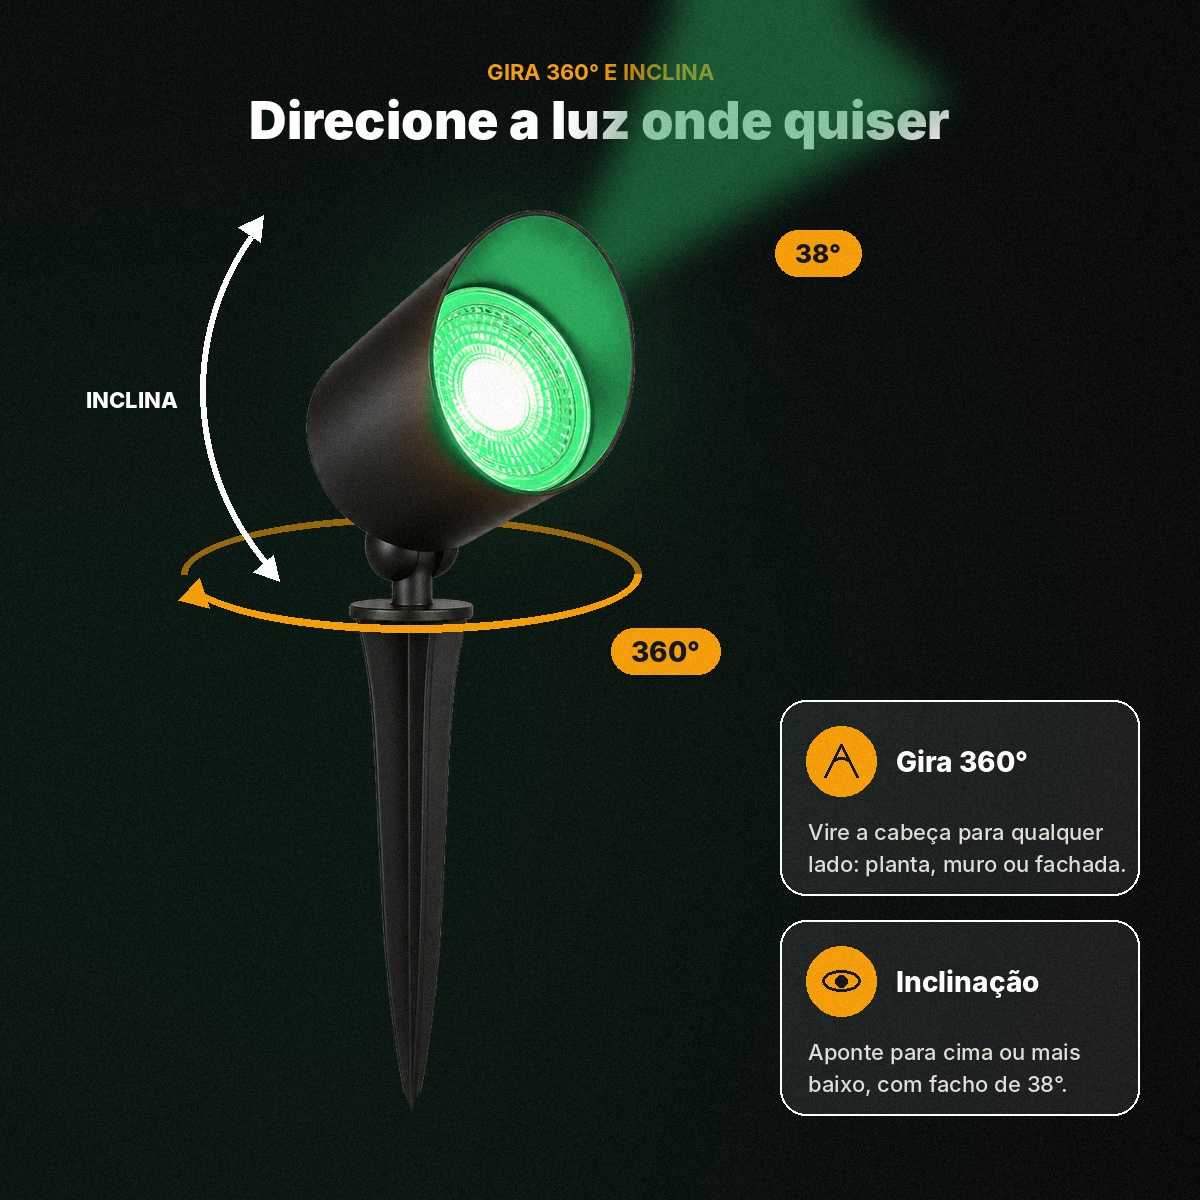 GIRA 360° E INCLINA
Direcione a luz onde quiser
38°
INCLINA
360°
Gira 360°
Vire a cabeça para qualquer
lado: planta, muro ou fachada.
Inclinação
Aponte para cima ou mais
baixo, com facho de 38°.